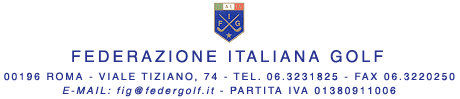 FEDERAZIONE ITALIANA GOLF
00196 ROMA - VIALE TIZIANO, 74 - TEL. 06.3231825 - FAX 06.3220250
E-MAIL: fig@federgolf.it - PARTITA IVA 01380911006